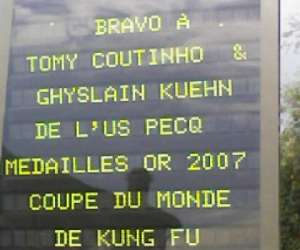 BRAVO À
TOMY COUTINHO &
GHYSLAIN KUEHN
DE L'US PECQ
MEDAILLES OR 2007
COUPE DU MONDE
DE KUNG FU